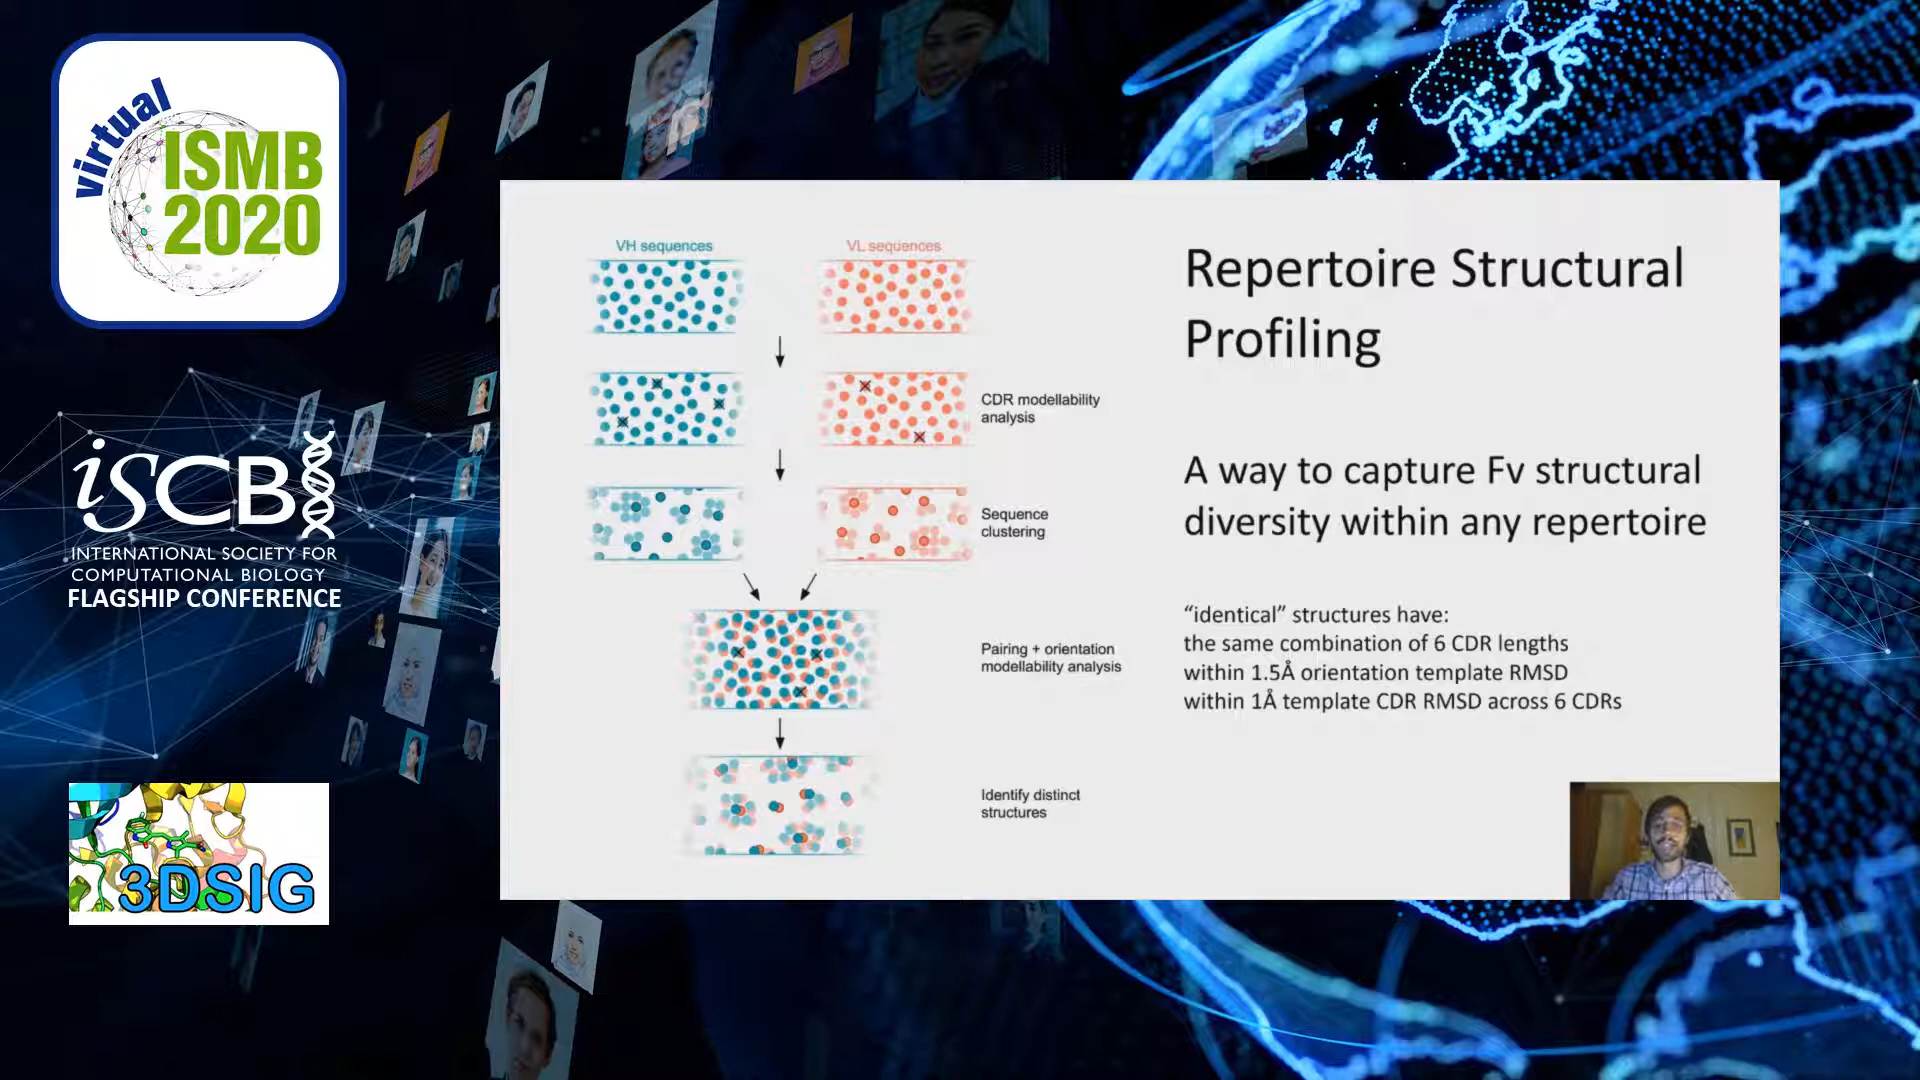 virtual
ISMB
2020
iSCB
INTERNATIONAL SOCIETY FOR
COMPUTATIONAL BIOLOGY
FLAGSHIP CONFERENCE
3DSIG
VH sequences
VL sequences
CDR modellability
analysis
Sequence
clustering
Pairing + orientation
modellability analysis
Identify distinct
structures
Repertoire Structural
Profiling
A way to capture Fv structural
diversity within any repertoire
“identical” structures have:
the same combination of 6 CDR lengths
within 1.5Å orientation template RMSD
within 1Å template CDR RMSD across 6 CDRs